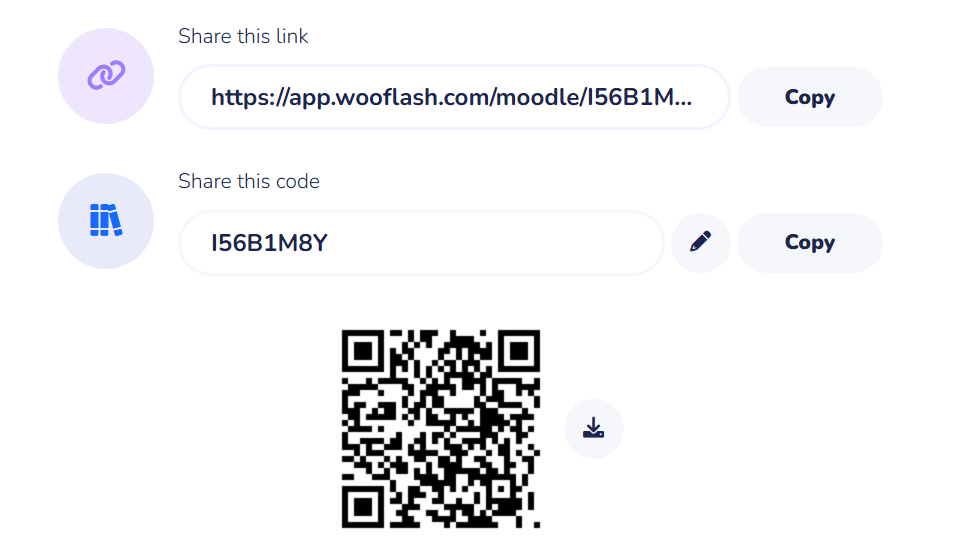 Share this link
https://app.wooflash.com/moodle/I56B1M...
Copy
Share this code
I56B1M8Y
Copy